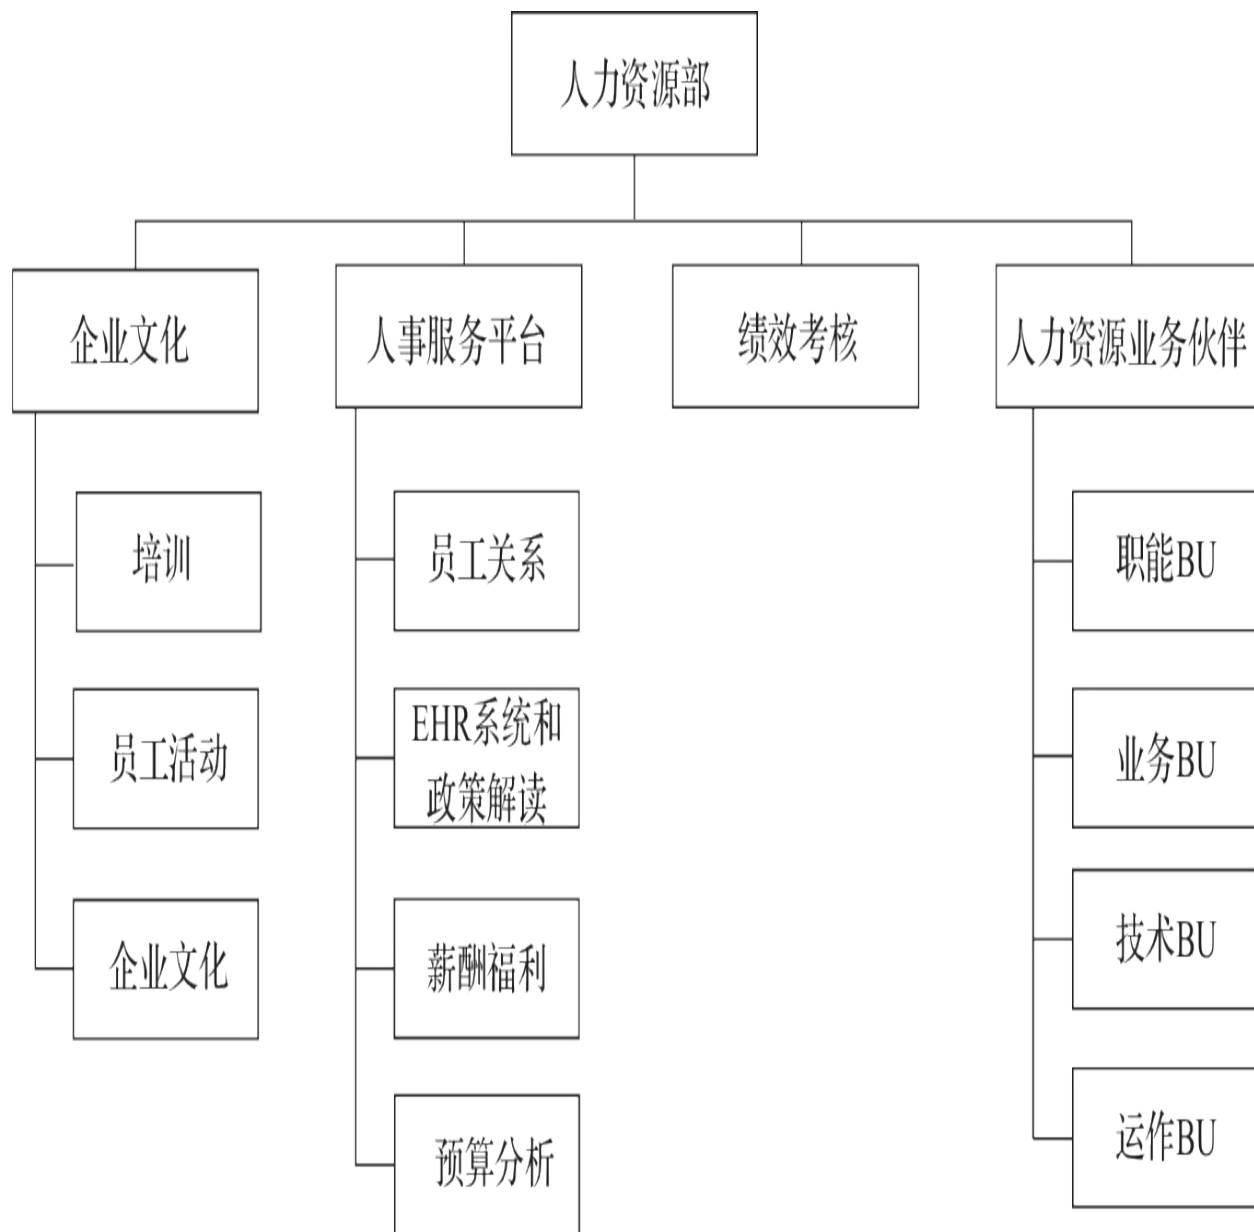 人力资源部
企业文化
人事服务平台
绩效考核
人力资源业务伙伴
培训
员工关系
职能BU
员工活动
EHR系统和
政策解读
业务BU
企业文化
薪酬福利
技术BU
预算分析
运作BU